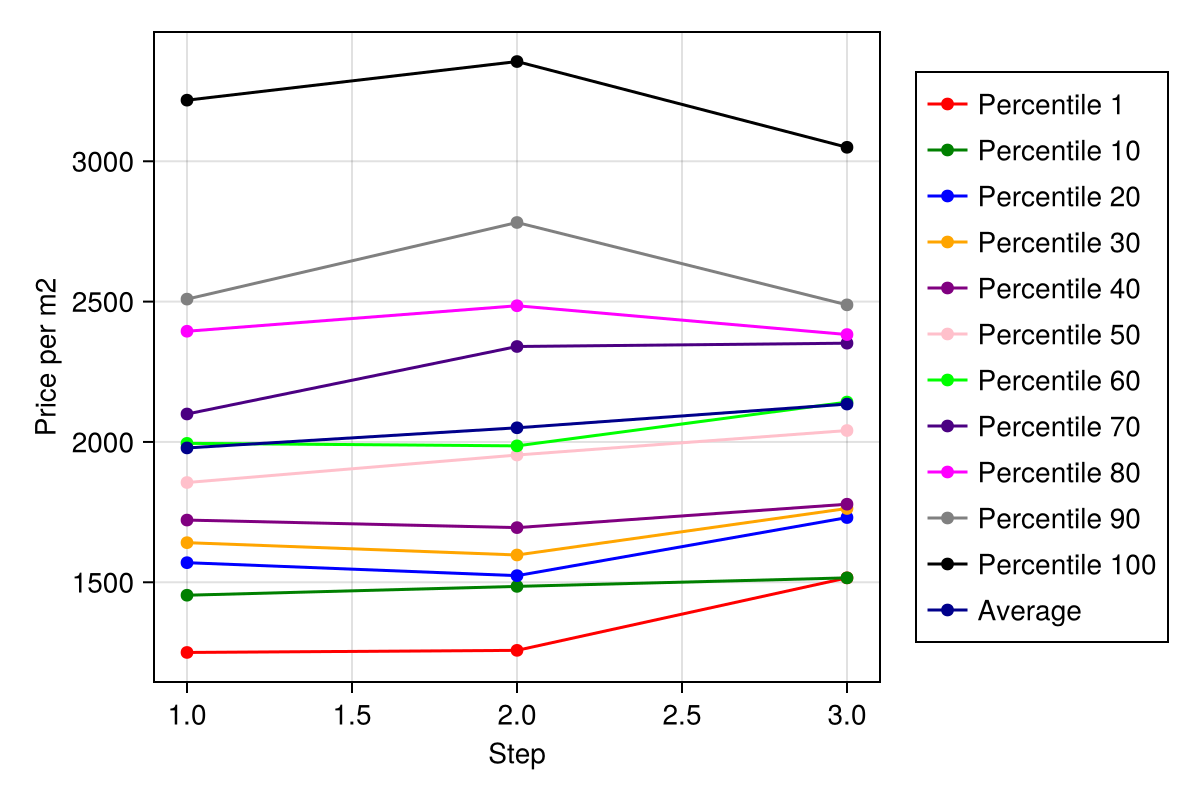 3000
2500
2000
1500
Price per m2
1.0 1.5 2.0 2.5 3.0
Step
Percentile 1
Percentile 10
Percentile 20
Percentile 30
Percentile 40
Percentile 50
Percentile 60
Percentile 70
Percentile 80
Percentile 90
Percentile 100
Average